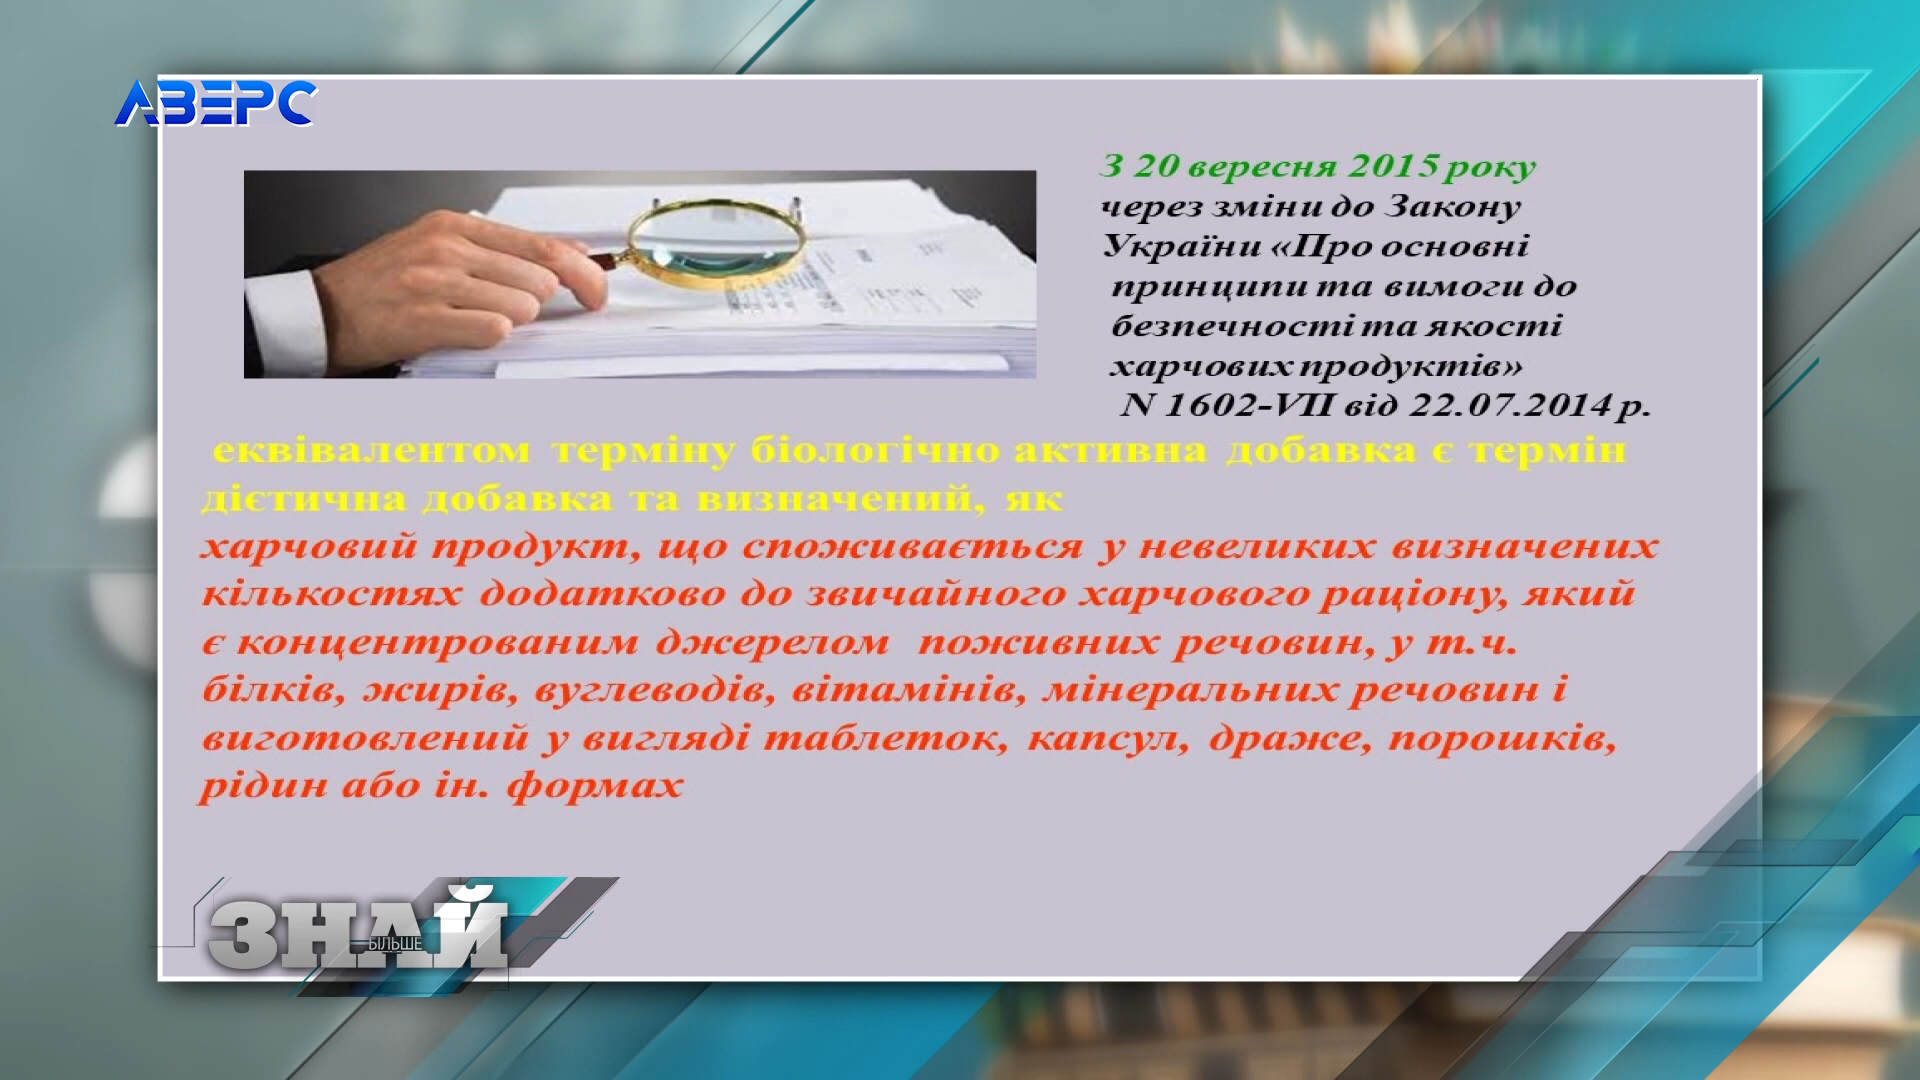 АВЕРС
З 20 вересня 2015 року
через зміни до Закону
України «Про основні
принципи та вимоги до
безпечності та якості
харчових продуктів»
N 1602-VII від 22.07.2014 р.
еквівалентом терміну біологічно активна добавка є термін
дієтична добавка та визначений, як
харчовий продукт, що споживається у невеликих визначених
кількостях додатково до звичайного харчового раціону, який
є концентрованим джерелом поживних речовин, у т.ч.
білків, жирів, вуглеводів, вітамінів, мінеральних речовин і
виготовлений у вигляді таблеток, капсул, драже, порошків,
рідин або ін. формах
ЗНАЙ
БІЛЬШЕ